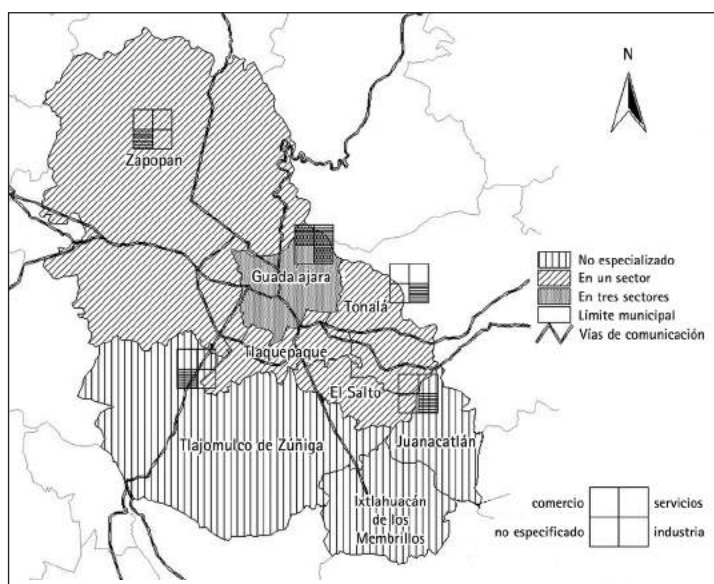 N
Zapopan
Guadalajara
Tonalá
Tlaquepaque
El Salto
Tlajomulco de Zúñiga
Juanacatlán
Ixtlahuacán
de los
Membrillos
No especializado
En un sector
En tres sectores
Límite municipal
Vías de comunicación
comercio
servicios
no especificado
industria